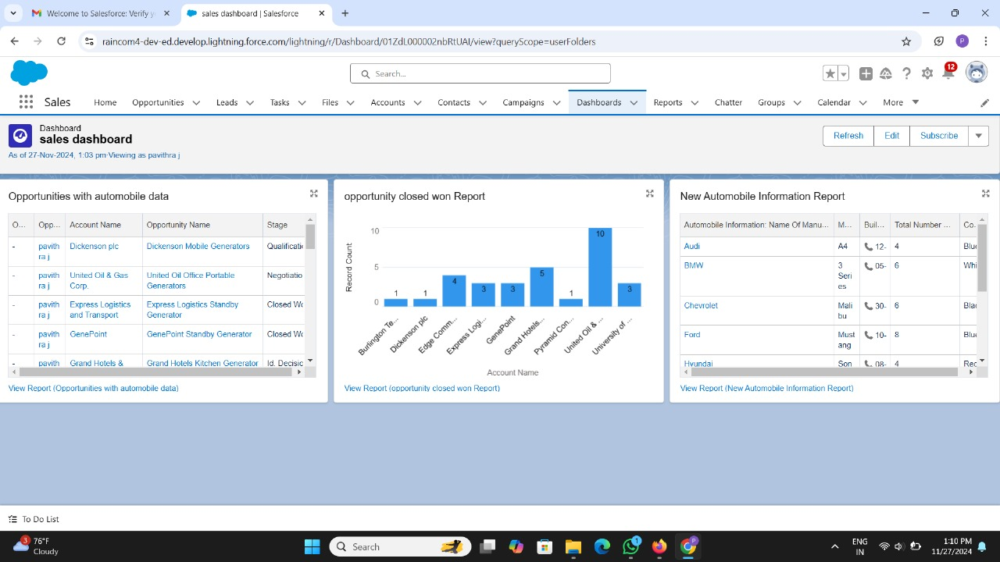 Welcome to Salesforce: Verify y
sales dashboard | Salesforce
raincom4-dev-ed.develop.lightning.force.com/lightning/r/Dashboard/01ZdL000002nbRtUAI/view?queryScope=userFolders
P
Search...
12
Sales
Home
Opportunities
Leads
Tasks
Files
Accounts
Contacts
Campaigns
Dashboards
Reports
Chatter
Groups
Calendar
More
Dashboard
sales dashboard
As of 27-Nov-2024, 1:03 pm·Viewing as pavithra j
Refresh
Edit
Subscribe
Opportunities with automobile data
O... Opp... Account Name Opportunity Name Stage
- pavith Dickenson plc Dickenson Mobile Generators Qualificatio
ra j
- pavith United Oil & Gas United Oil Office Portable Negotiatio
ra j Corp. Generators
- pavith Express Logistics Express Logistics Standby Closed Wo
ra j and Transport Generator
- pavith GenePoint GenePoint Standby Generator Closed Wo
ra j
- pavith Grand Hotels & Grand Hotels Kitchen Generator Id. Decisic
View Report (Opportunities with automobile data)
opportunity closed won Report
Record Count
10
5
0
1
1
4
3
3
5
1
10
3
Burlington Te...
Dickenson plc
Edge Comm...
Express Logi...
GenePoint
Grand Hotels...
Pyramid Con...
United Oil & ...
University of ...
Account Name
View Report (opportunity closed won Report)
New Automobile Information Report
Automobile Information: Name Of Manu... M... Buil... Total Number ... Co.
Audi A4 12- 4 Blue
BMW 3 05- 6 Whi
Seri
es
Chevrolet Mali 30- 6 Blac
bu
Ford Must 10- 8 Blue
ang
Hyundai Son 08- 4 Rec
View Report (New Automobile Information Report)
To Do List
3
76°F
Cloudy
Search
1
P
ENG
IN
1:10 PM
11/27/2024